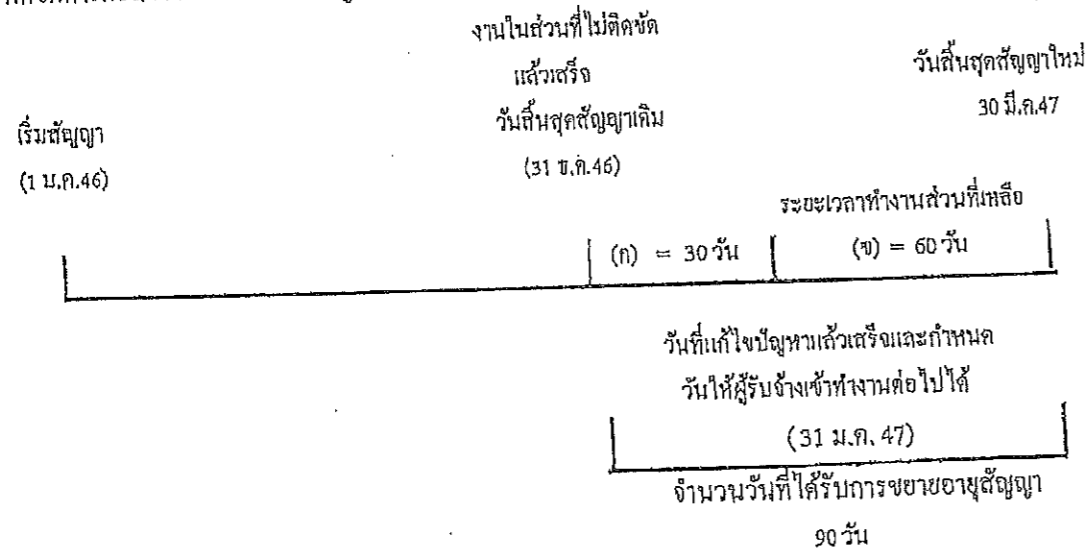 งานในส่วนที่ไม่ติดขัด
แล้วเสร็จ
วันสิ้นสุดสัญญาใหม่
เริ่มสัญญา
วันสิ้นสุดสัญญาเดิม
30 มี.ค.47
(1 ม.ค.46)
(31 ธ.ค.46)
ระยะเวลาทำงานส่วนที่เหลือ
(ก) = 30 วัน
(ข) = 60 วัน
วันที่แก้ไขปัญหาแล้วเสร็จและกำหนด
วันให้ผู้รับจ้างเข้าทำงานต่อไปได้
(31 ม.ค. 47)
จำนวนวันที่ได้รับการขยายอายุสัญญา
90 วัน